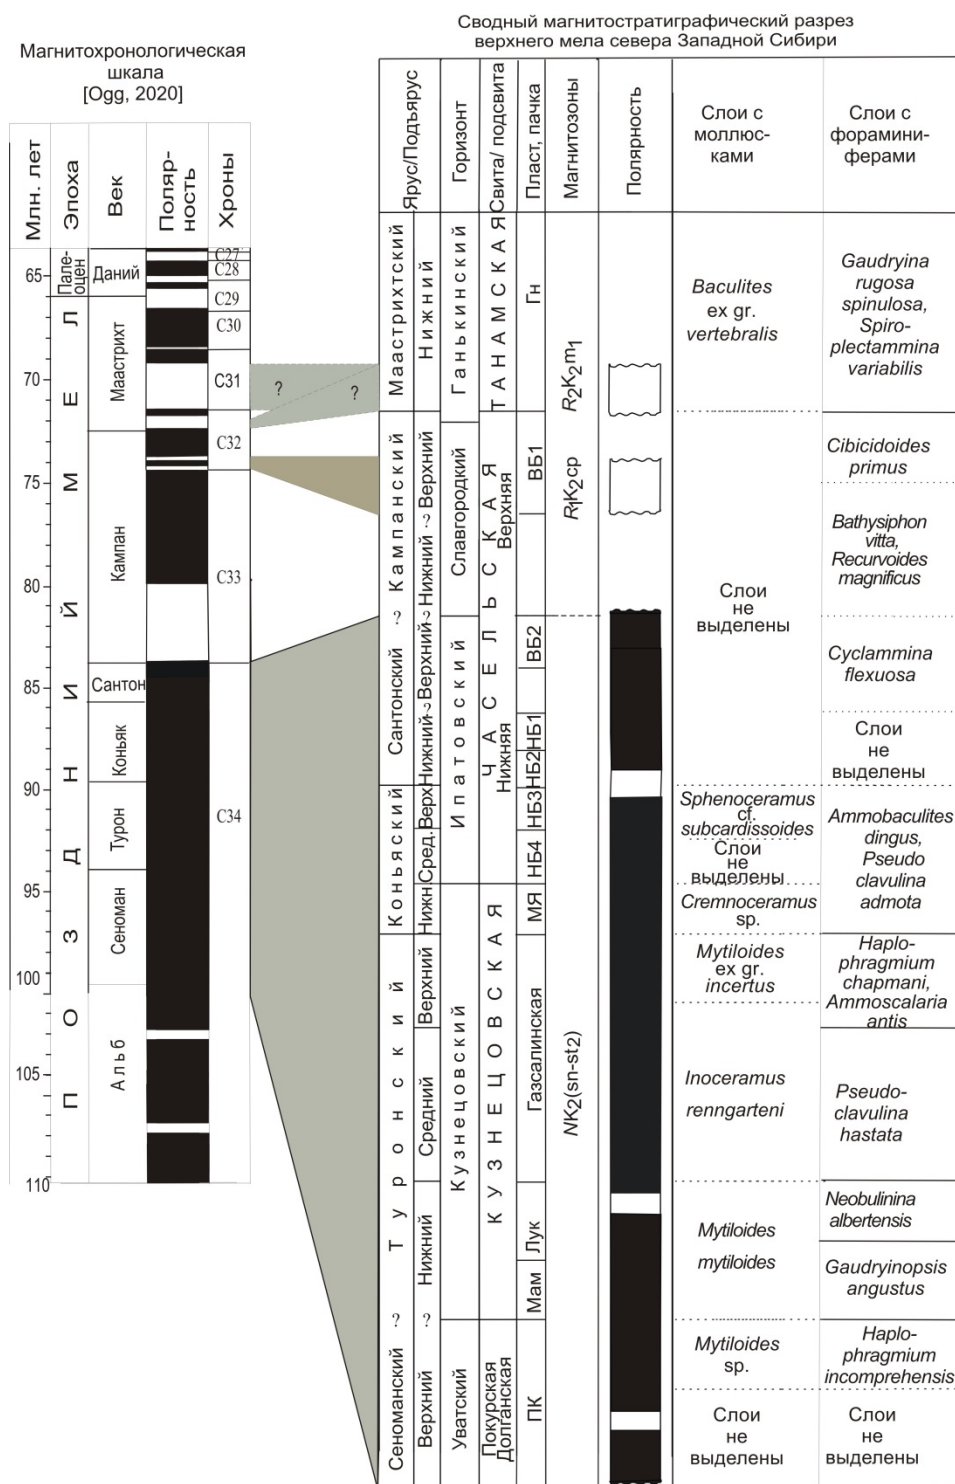 Магнитохронологическая
шкала
[Ogg, 2020]
Млн. лет
Эпоха
Век
Поляр-
ность
Хроны
65
70
75
80
85
90
95
100
105
110
Пале-
оцен
П О З Д Н И Й М Е Л
Даний
Маастрихт
Кампан
Сантон
Коньяк
Турон
Сеноман
Альб
C27
C28
C29
C30
C31
C32
C33
C34
?
?
Сводный магнитостратиграфический разрез
верхнего мела севера Западной Сибири
Ярус/Подъярус
Горизонт
Свита/ подсвита
Пласт, пачка
Магнитозоны
Полярность
Слои с
моллюс-
ками
Слои с
фораминиферами
Маастрихтский
Кампанский
?
Сантонский
Коньясский
Туронский
?
Сеноманский
Нижний
Верхний
?
Нижний
?
Верхний
?
Нижний
Верх.
Сред.
Нижн.
Верхний
Средний
Нижний
?
Верхний
Ганькинский
Славгородкий
Ипатовский
Кузнецовский
Уватский
ТАНАМСКАЯ
ЧАСЕЛЬСКАЯ
Верхняя
Нижняя
КУЗНЕЦОВСКАЯ
Покурская
Долганская
Гн
ВБ1
ВБ2
НБ1
НБ2
НБ3
НБ4
МЯ
Газсалинская
Лук
Мам
ПК
R2K2m1
R1K2cp
NK2(sn-st2)
Baculites
ex gr.
vertebralis
Слои
не
выделены
Sphenoceramus
cf.
subcardissoides
Слои
не
выделены
Cremnoceramus
sp.
Mytiloides
ex gr.
incertus
Inoceramus
renngarteni
Mytiloides
mytiloides
Mytiloides
sp.
Слои
не
выделены
Gaudryina
rugosa
spinulosa,
Spiro-
plectammina
variabilis
Cibicidoides
primus
Bathysiphon
vitta,
Recurvoides
magnificus
Cyclammina
flexuosa
Слои
не
выделены
Ammobaculites
dingus,
Pseudo
clavulina
admota
Haplo-
phragmium
chapmani,
Ammoscalaria
antis
Pseudo-
clavulina
hastata
Neobulinina
albertensis
Gaudryinopsis
angustus
Haplo-
phragmium
incomprehensis
Слои
не
выделены